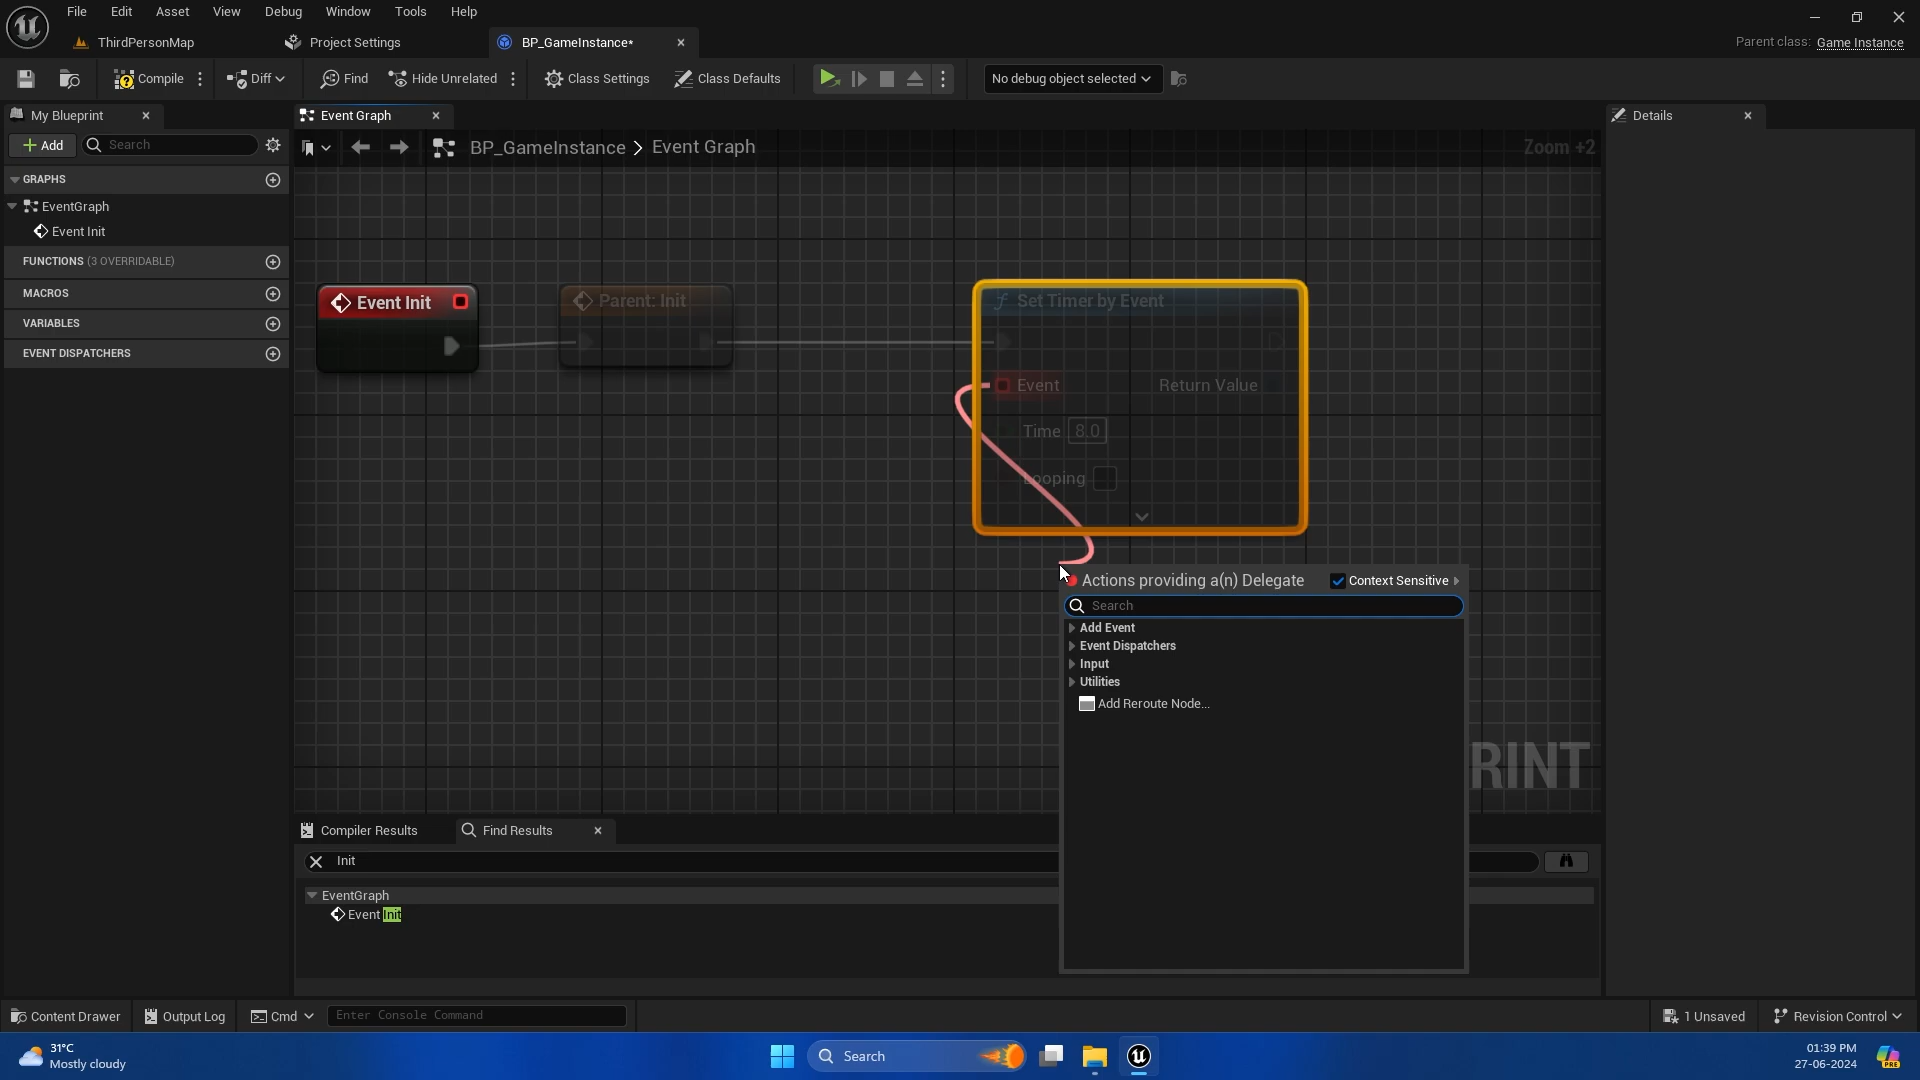 File Edit Asset View Debug Window Tools Help
ThirdPersonMap Project Settings BP_GameInstance*
Parent class: Game Instance
Compile Diff Find Hide Unrelated Class Settings Class Defaults No debug object selected
My Blueprint
Event Graph
Details
Add Search
BP_GameInstance > Event Graph
Zoom +2
GRAPHS
EventGraph
Event Init
FUNCTIONS (3 OVERRIDABLE)
MACROS
VARIABLES
EVENT DISPATCHERS
Event Init
Parent: Init
Set Timer by Event
Event Return Value
Time 8.0
Looping
Actions providing a(n) Delegate Context Sensitive
Search
Add Event
Event Dispatchers
Input
Utilities
Add Reroute Node...
RINT
Compiler Results Find Results
Init
EventGraph
Event Init
Content Drawer Output Log Cmd Enter Console Command 1 Unsaved Revision Control
31°C
Mostly cloudy
Search
01:39 PM
27-06-2024
PRE